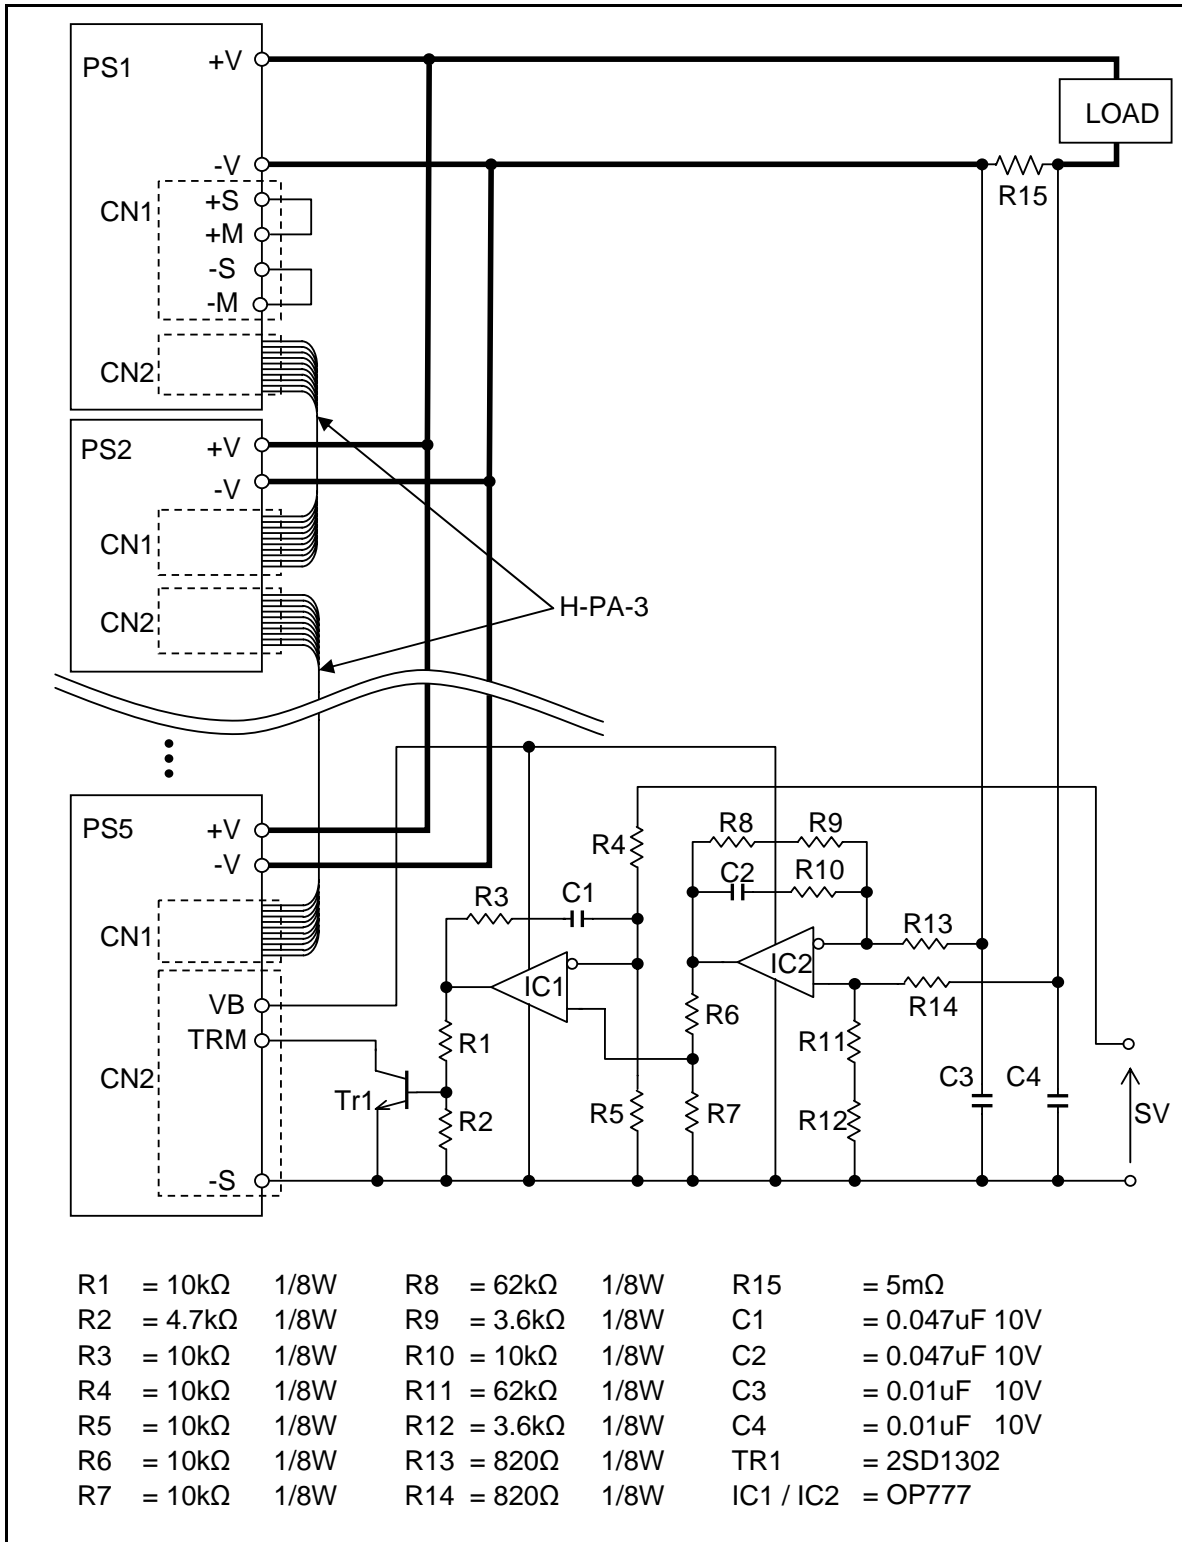 PS1
+V
LOAD
-V
R15
CN1
+S
+M
-S
-M
CN2
PS2
+V
-V
CN1
H-PA-3
CN2
PS5
+V
-V
R4
R8
R9
C2
R10
R3
C1
R13
CN1
IC1
IC2
R14
VB
R6
TRM
R1
R11
CN2
C3
C4
Tr1
R2
R5
R7
R12
SV
-S
R1 = 10kΩ 1/8W R8 = 62kΩ 1/8W R15 = 5mΩ
R2 = 4.7kΩ 1/8W R9 = 3.6kΩ 1/8W C1 = 0.047uF 10V
R3 = 10kΩ 1/8W R10 = 10kΩ 1/8W C2 = 0.047uF 10V
R4 = 10kΩ 1/8W R11 = 62kΩ 1/8W C3 = 0.01uF 10V
R5 = 10kΩ 1/8W R12 = 3.6kΩ 1/8W C4 = 0.01uF 10V
R6 = 10kΩ 1/8W R13 = 820Ω 1/8W TR1 = 2SD1302
R7 = 10kΩ 1/8W R14 = 820Ω 1/8W IC1 / IC2 = OP777